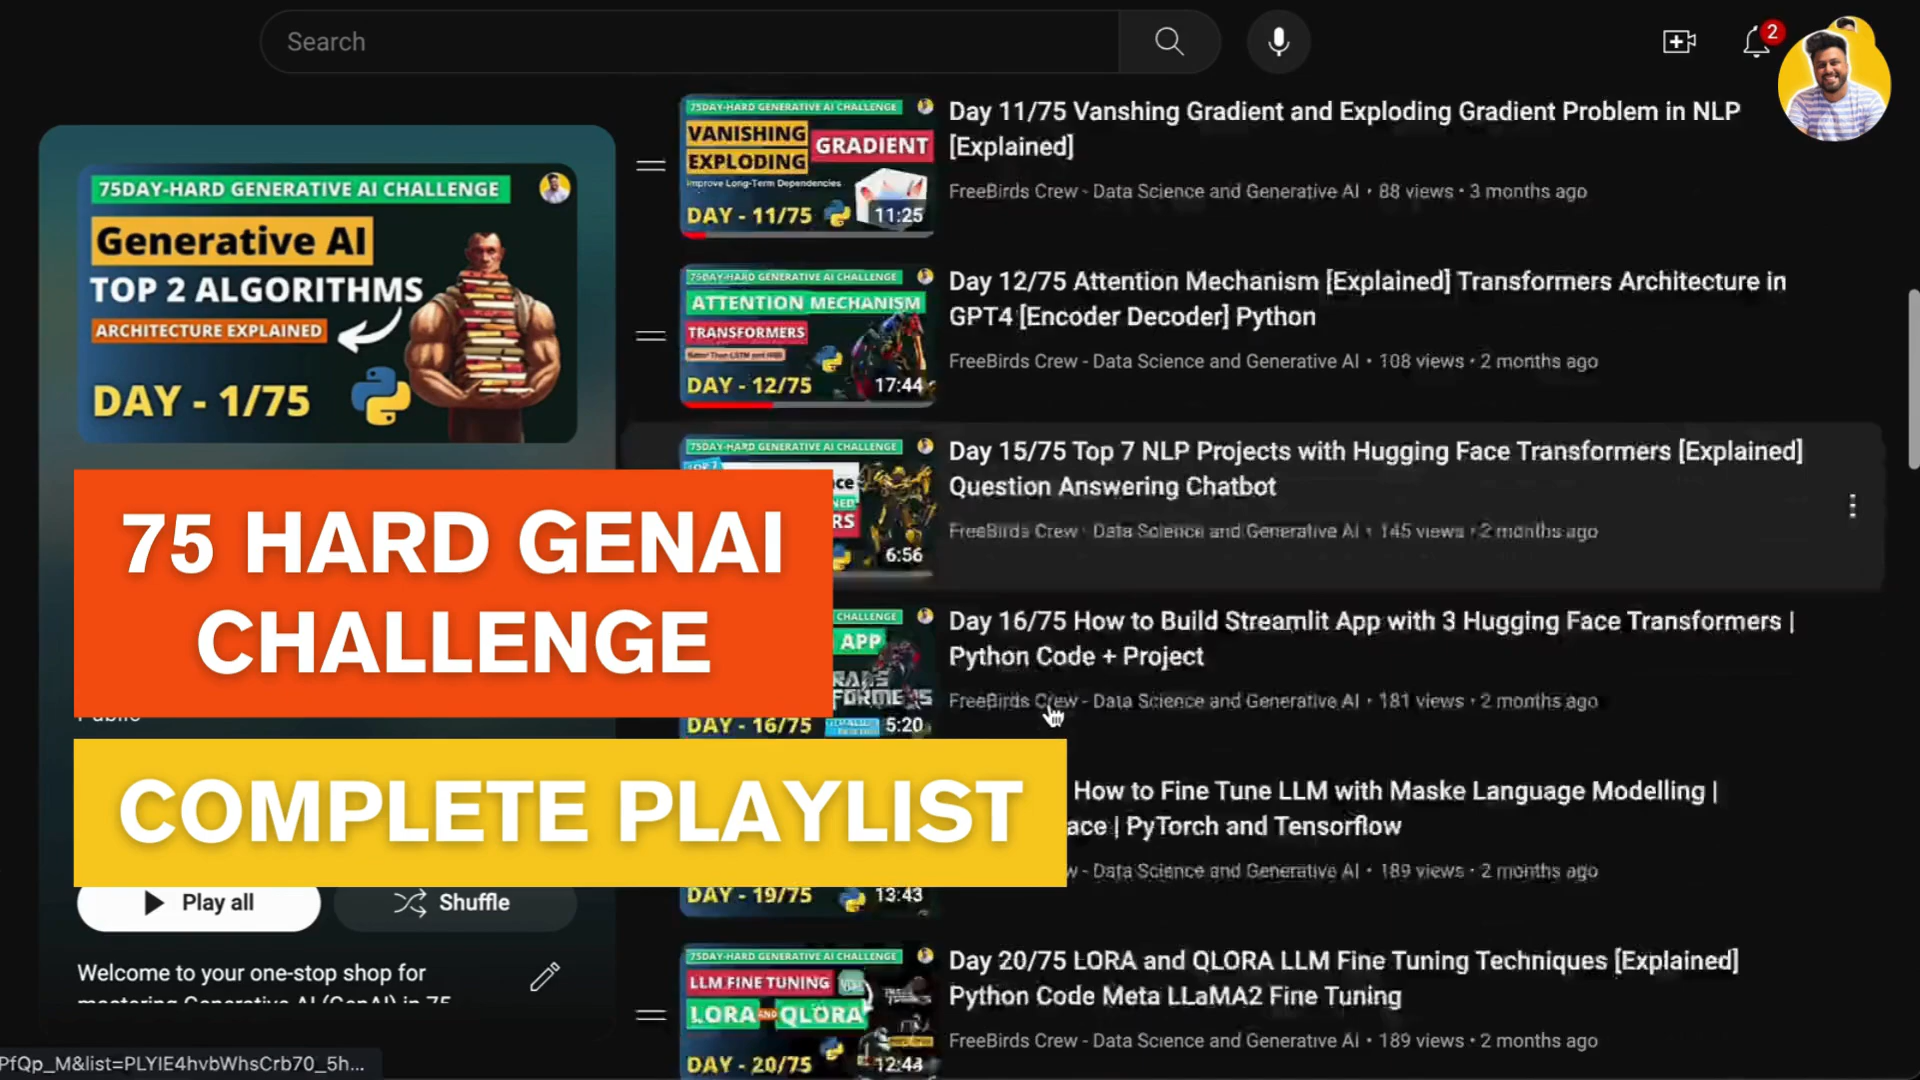 Search
2
75DAY-HARD GENERATIVE AI CHALLENGE
Generative AI
TOP 2 ALGORITHMS
ARCHITECTURE EXPLAINED
DAY - 1/75
75 HARD GENAI
CHALLENGE
COMPLETE PLAYLIST
Play all
Shuffle
Welcome to your one-stop shop for
mastering Generative AI (GenAI) in 75
PfQp_M&list=PLYIE4hvbWhsCrb70_5h...
75DAY-HARD GENERATIVE AI CHALLENGE
VANISHING
EXPLODING
GRADIENT
Improve Long-Term Dependencies
DAY - 11/75
11:25
Day 11/75 Vanshing Gradient and Exploding Gradient Problem in NLP
[Explained]
FreeBirds Crew - Data Science and Generative AI • 88 views • 3 months ago
75DAY-HARD GENERATIVE AI CHALLENGE
ATTENTION MECHANISM
TRANSFORMERS
DAY - 12/75
17:44
Day 12/75 Attention Mechanism [Explained] Transformers Architecture in
GPT4 [Encoder Decoder] Python
FreeBirds Crew - Data Science and Generative AI • 108 views • 2 months ago
75DAY-HARD GENERATIVE AI CHALLENGE
6:56
Day 15/75 Top 7 NLP Projects with Hugging Face Transformers [Explained]
Question Answering Chatbot
FreeBirds Crew - Data Science and Generative AI • 145 views • 2 months ago
CHALLENGE
APP
DAY - 16/75
5:20
Day 16/75 How to Build Streamlit App with 3 Hugging Face Transformers |
Python Code + Project
FreeBirds Crew - Data Science and Generative AI • 181 views • 2 months ago
DAY - 19/75
13:43
How to Fine Tune LLM with Maske Language Modelling |
ace | PyTorch and Tensorflow
w - Data Science and Generative AI • 189 views • 2 months ago
75DAY-HARD GENERATIVE AI CHALLENGE
LLM FINE TUNING
LORA AND QLORA
DAY - 20/75
12:44
Day 20/75 LORA and QLORA LLM Fine Tuning Techniques [Explained]
Python Code Meta LLaMA2 Fine Tuning
FreeBirds Crew - Data Science and Generative AI • 189 views • 2 months ago